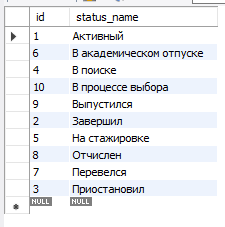 id status_name
1 Активный
6 В академическом отпуске
4 В поиске
10 В процессе выбора
9 Выпустился
2 Завершил
5 На стажировке
8 Отчислен
7 Перевелся
3 Приостановил
NULL NULL